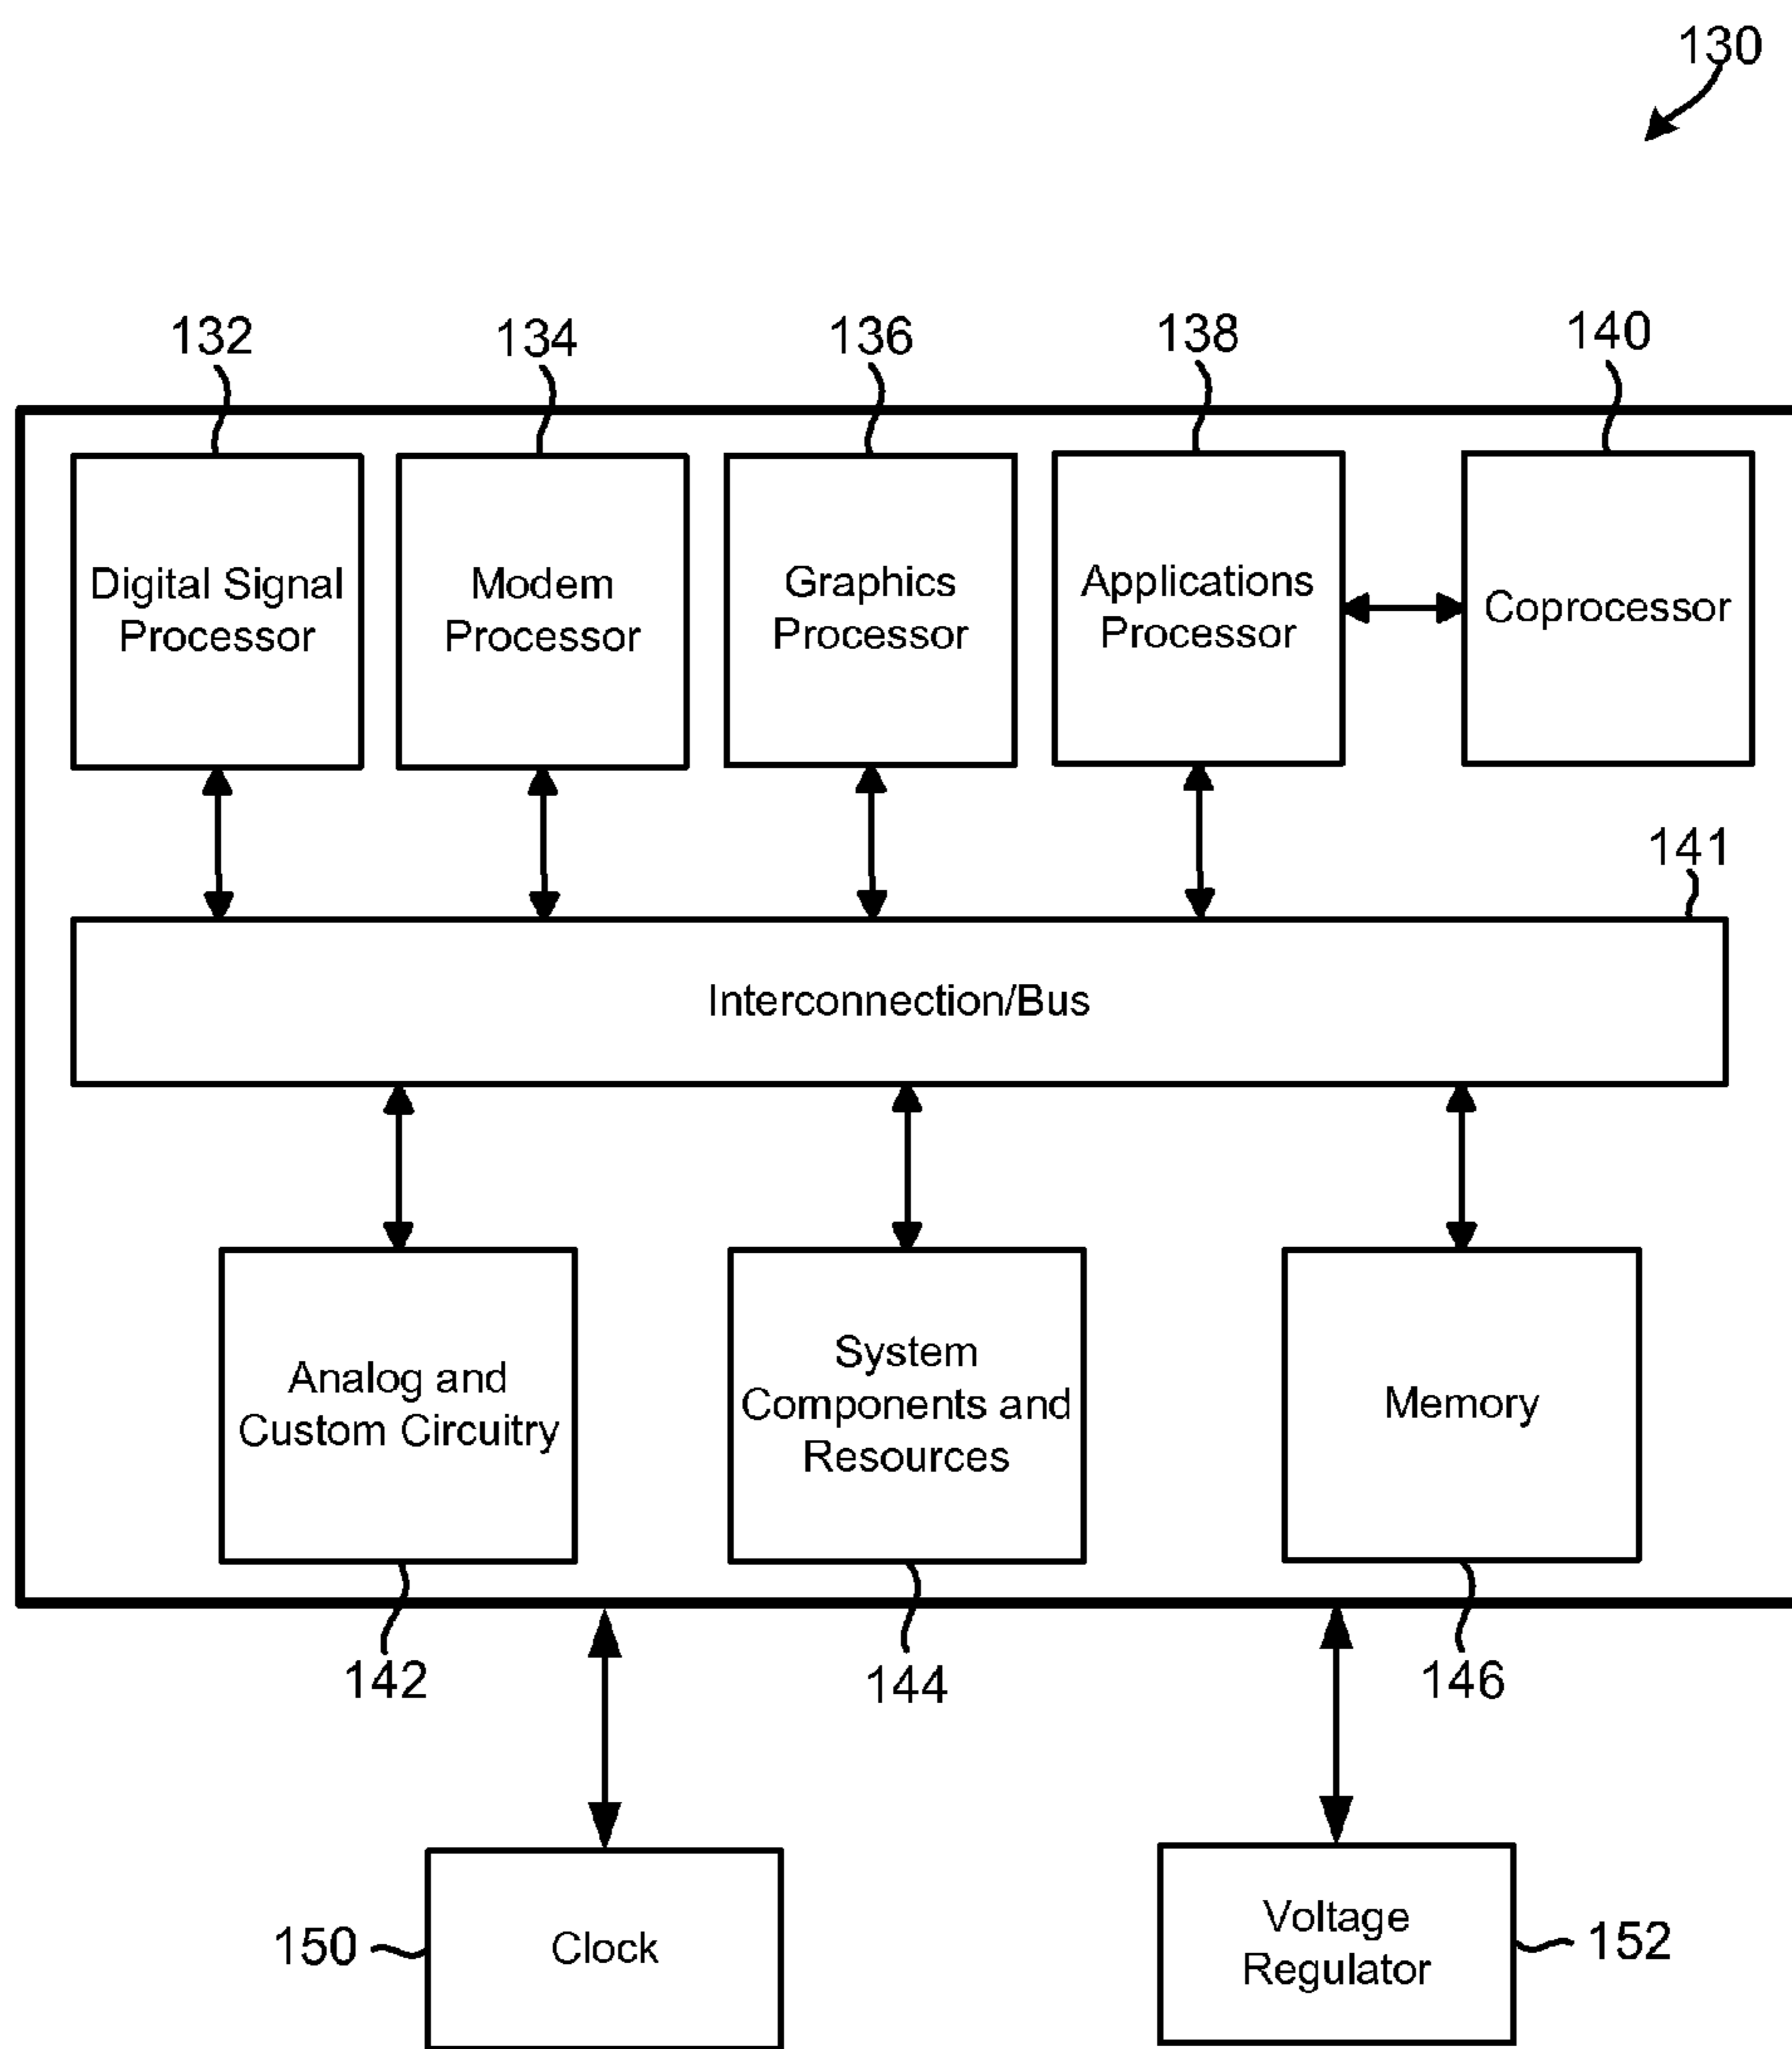 130
132
134
136
138
140
Digital Signal
Processor
Modem
Processor
Graphics
Processor
Applications
Processor
Coprocessor
141
Interconnection/Bus
Analog and
Custom Circuitry
System
Components and
Resources
Memory
142
144
146
150
Clock
Voltage
Regulator
152